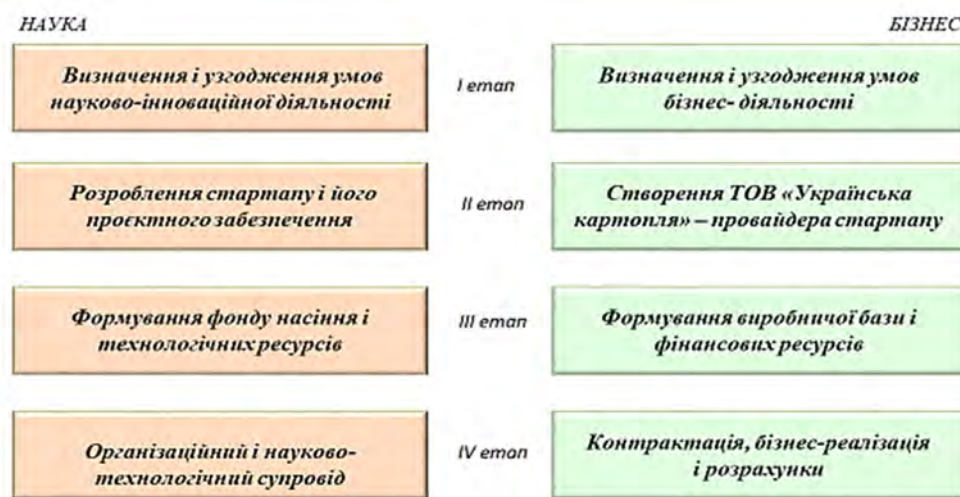 НАУКА
БІЗНЕС
Визначення і узгодження умов
науково-інноваційної діяльності
І етап
Визначення і узгодження умов
бізнес- діяльності
Розроблення стартапу і його
проєктного забезпечення
ІІ етап
Створення ТОВ «Українська
картопля» – провайдера стартапу
Формування фонду насіння і
технологічних ресурсів
ІІІ етап
Формування виробничої бази і
фінансових ресурсів
Організаційний і науково-
технологічний супровід
IV етап
Контрактація, бізнес-реалізація
і розрахунки